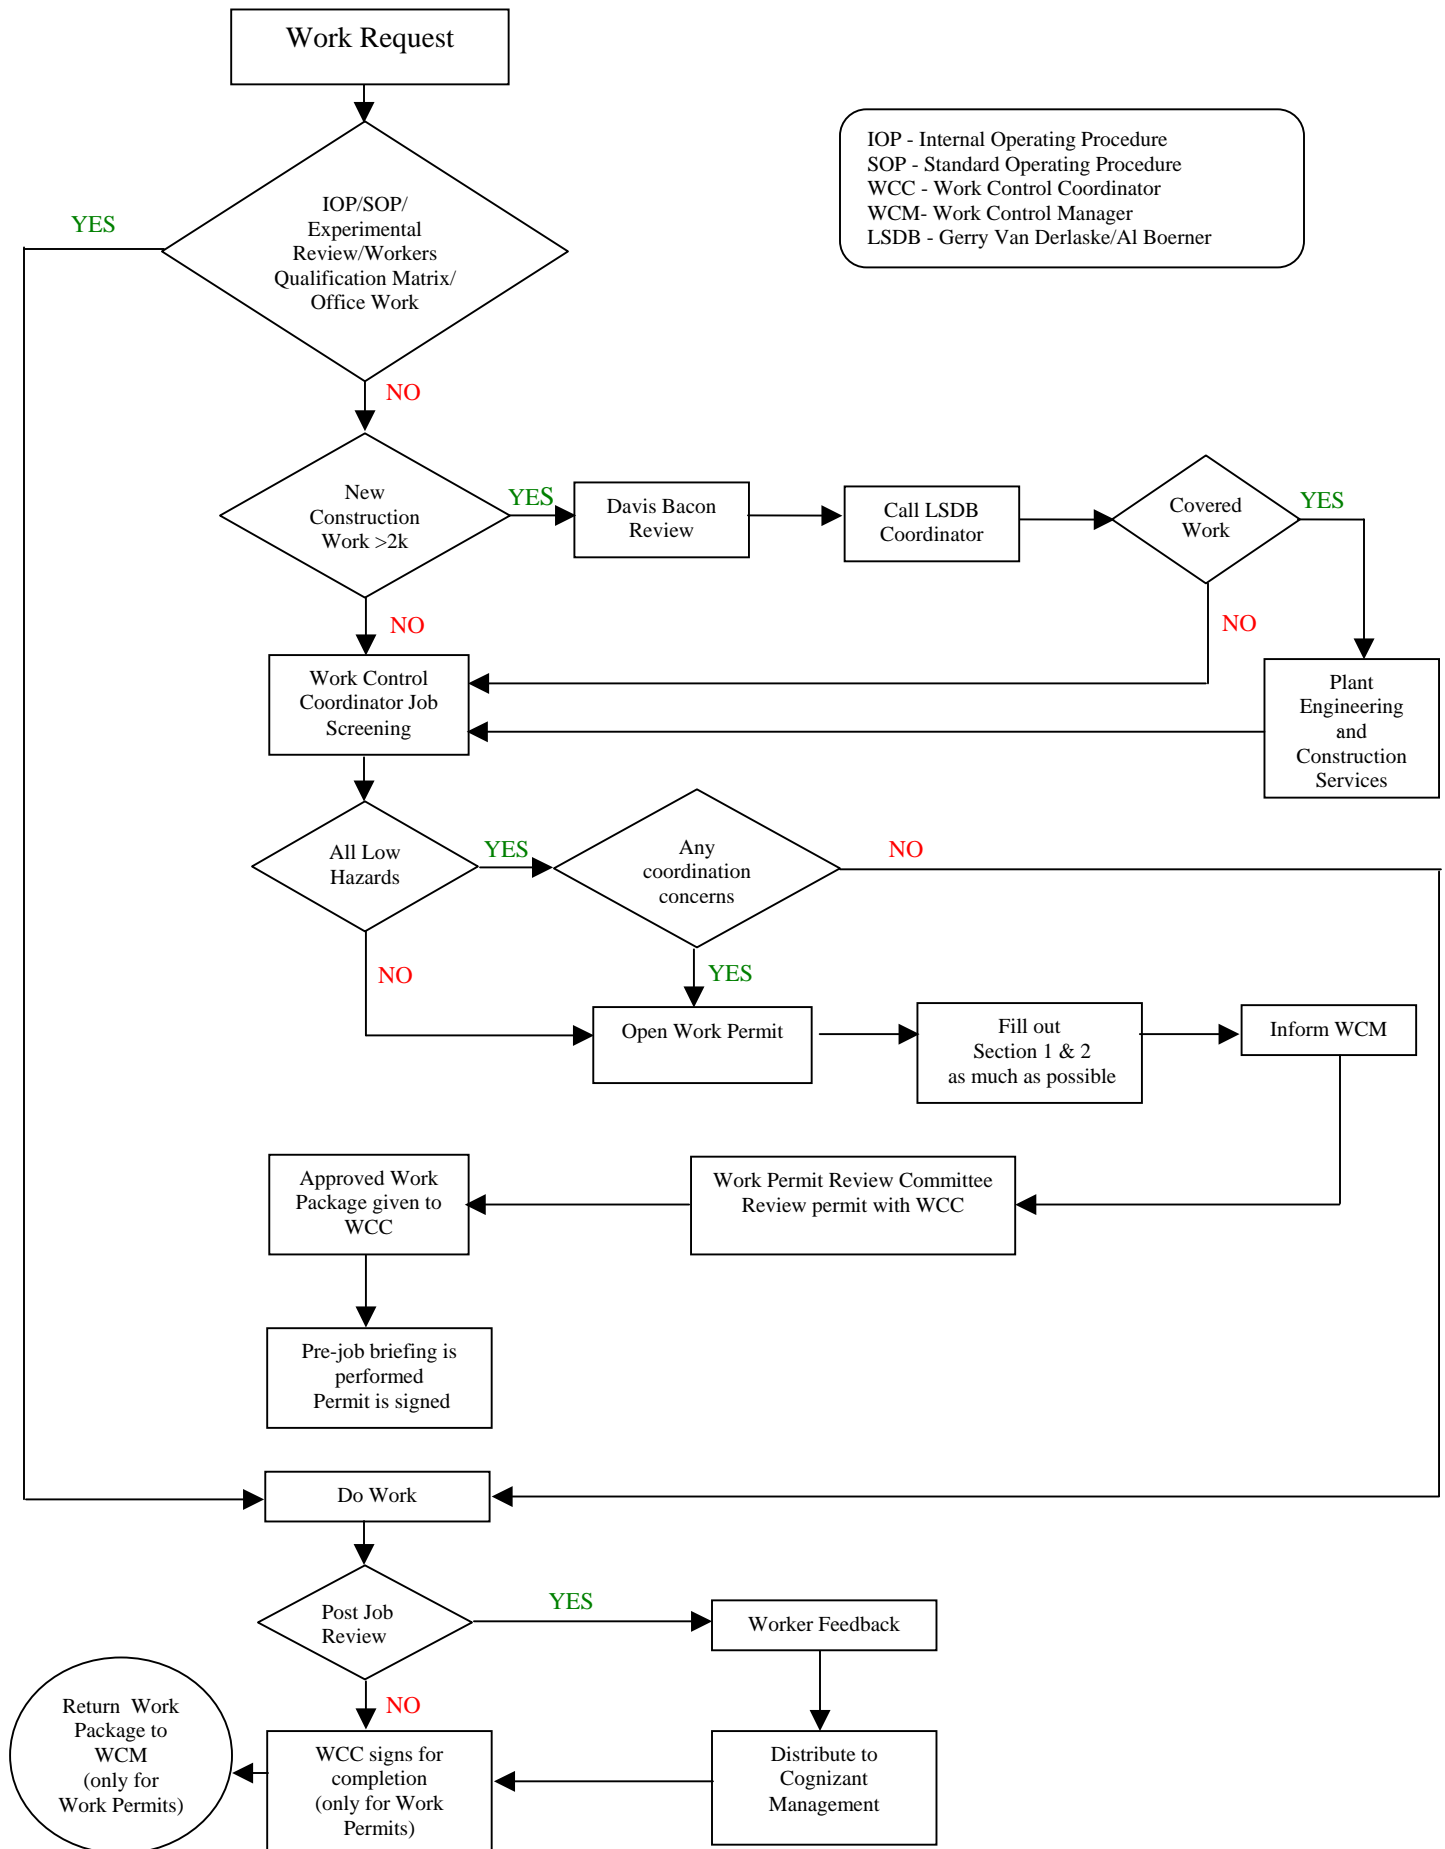 Work Request
IOP - Internal Operating Procedure
SOP - Standard Operating Procedure
WCC - Work Control Coordinator
WCM- Work Control Manager
LSDB - Gerry Van Derlaske/Al Boerner
YES
IOP/SOP/
Experimental
Review/Workers
Qualification Matrix/
Office Work
NO
New
Construction
Work >2k
YES
Davis Bacon
Review
Call LSDB
Coordinator
Covered
Work
YES
NO
NO
Work Control
Coordinator Job
Screening
Plant
Engineering
and
Construction
Services
All Low
Hazards
YES
Any
coordination
concerns
NO
NO
YES
Open Work Permit
Fill out
Section 1 & 2
as much as possible
Inform WCM
Approved Work
Package given to
WCC
Work Permit Review Committee
Review permit with WCC
Pre-job briefing is
performed
Permit is signed
Do Work
Post Job
Review
YES
Worker Feedback
NO
Return  Work
Package to
WCM
(only for
Work Permits)
WCC signs for
completion
(only for Work
Permits)
Distribute to
Cognizant
Management